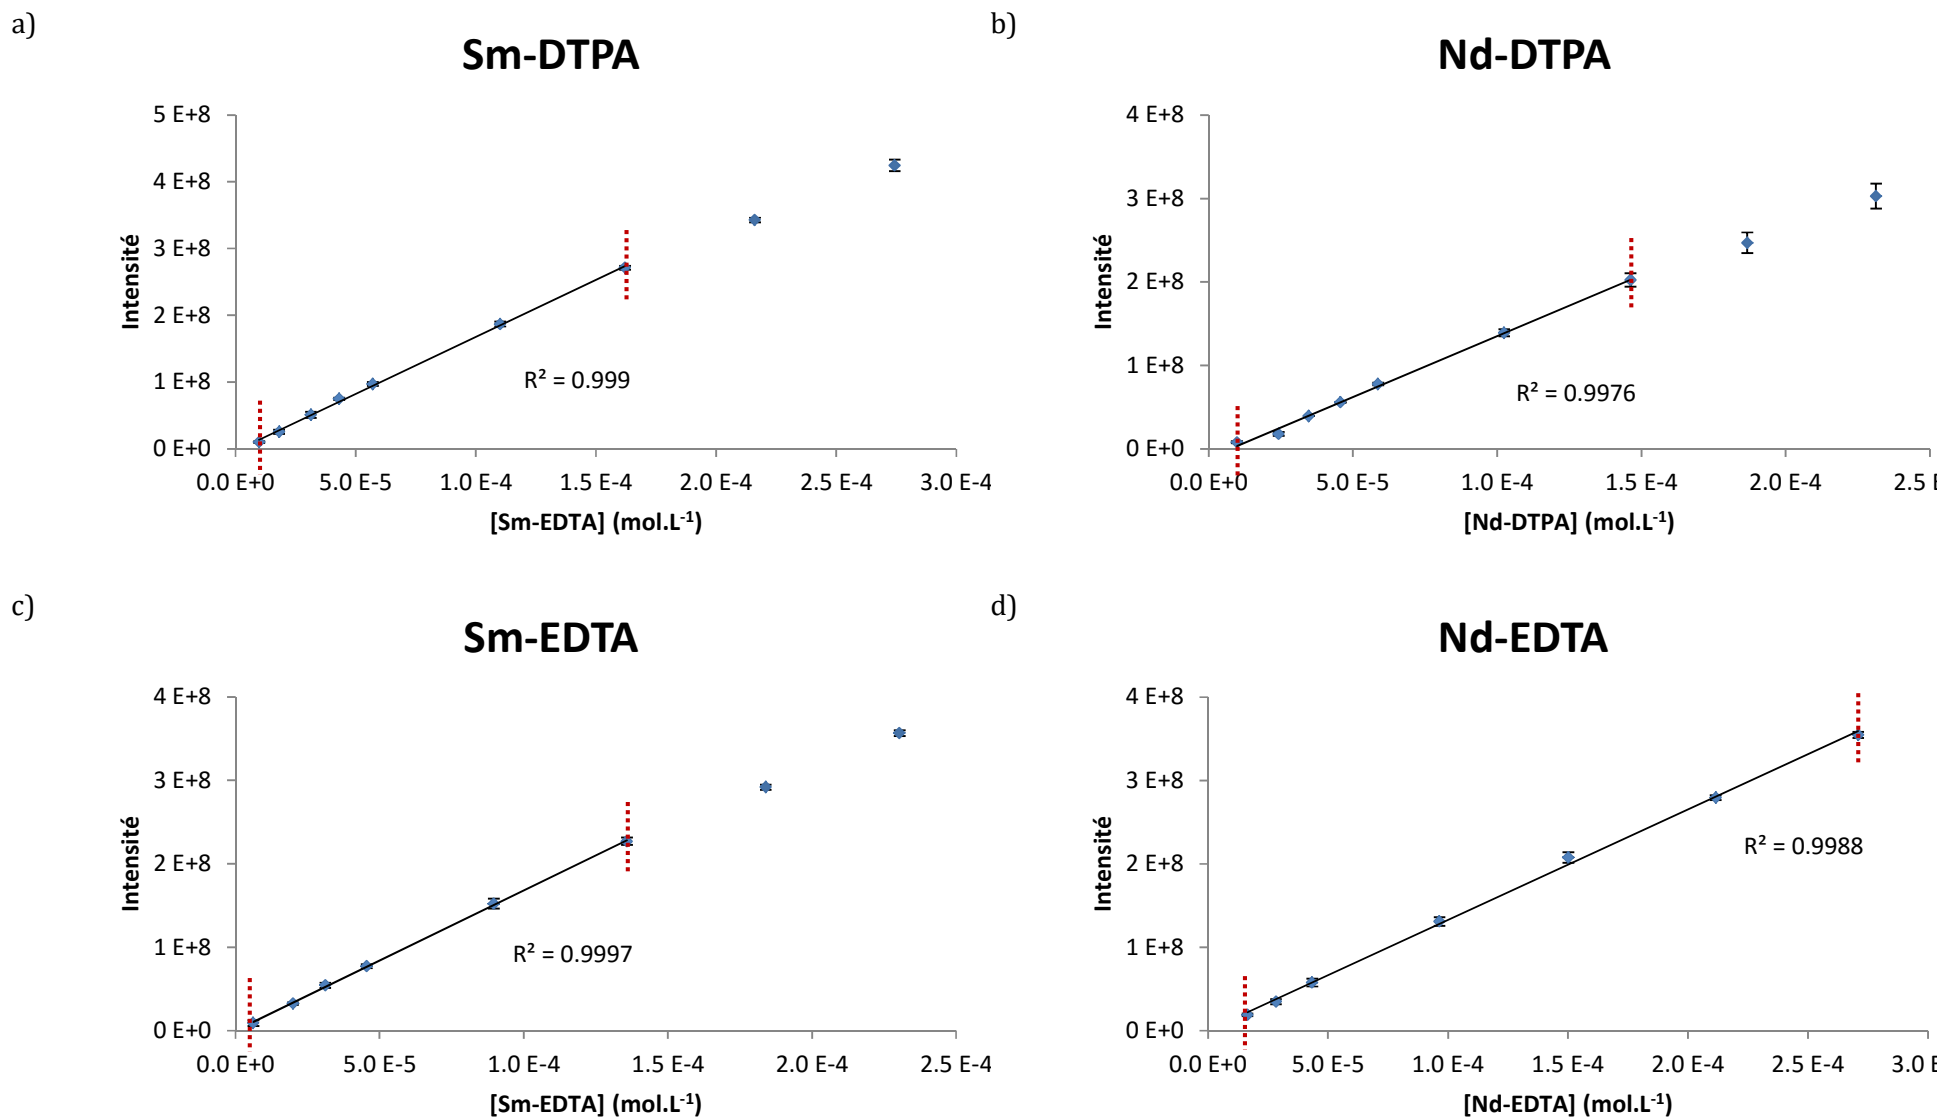 a)
Sm-DTPA
5 E+8
4 E+8
3 E+8
2 E+8
1 E+8
0 E+0
Intensité
R² = 0.999
0.0 E+0 5.0 E-5 1.0 E-4 1.5 E-4 2.0 E-4 2.5 E-4 3.0 E-4
[Sm-EDTA] (mol.L⁻¹)
b)
Nd-DTPA
4 E+8
3 E+8
2 E+8
1 E+8
0 E+0
Intensité
R² = 0.9976
0.0 E+0 5.0 E-5 1.0 E-4 1.5 E-4 2.0 E-4 2.5 E
[Nd-DTPA] (mol.L⁻¹)
c)
Sm-EDTA
4 E+8
3 E+8
2 E+8
1 E+8
0 E+0
Intensité
R² = 0.9997
0.0 E+0 5.0 E-5 1.0 E-4 1.5 E-4 2.0 E-4 2.5 E-4
[Sm-EDTA] (mol.L⁻¹)
d)
Nd-EDTA
4 E+8
3 E+8
2 E+8
1 E+8
0 E+0
Intensité
R² = 0.9988
0.0 E+0 5.0 E-5 1.0 E-4 1.5 E-4 2.0 E-4 2.5 E-4 3.0 E
[Nd-EDTA] (mol.L⁻¹)